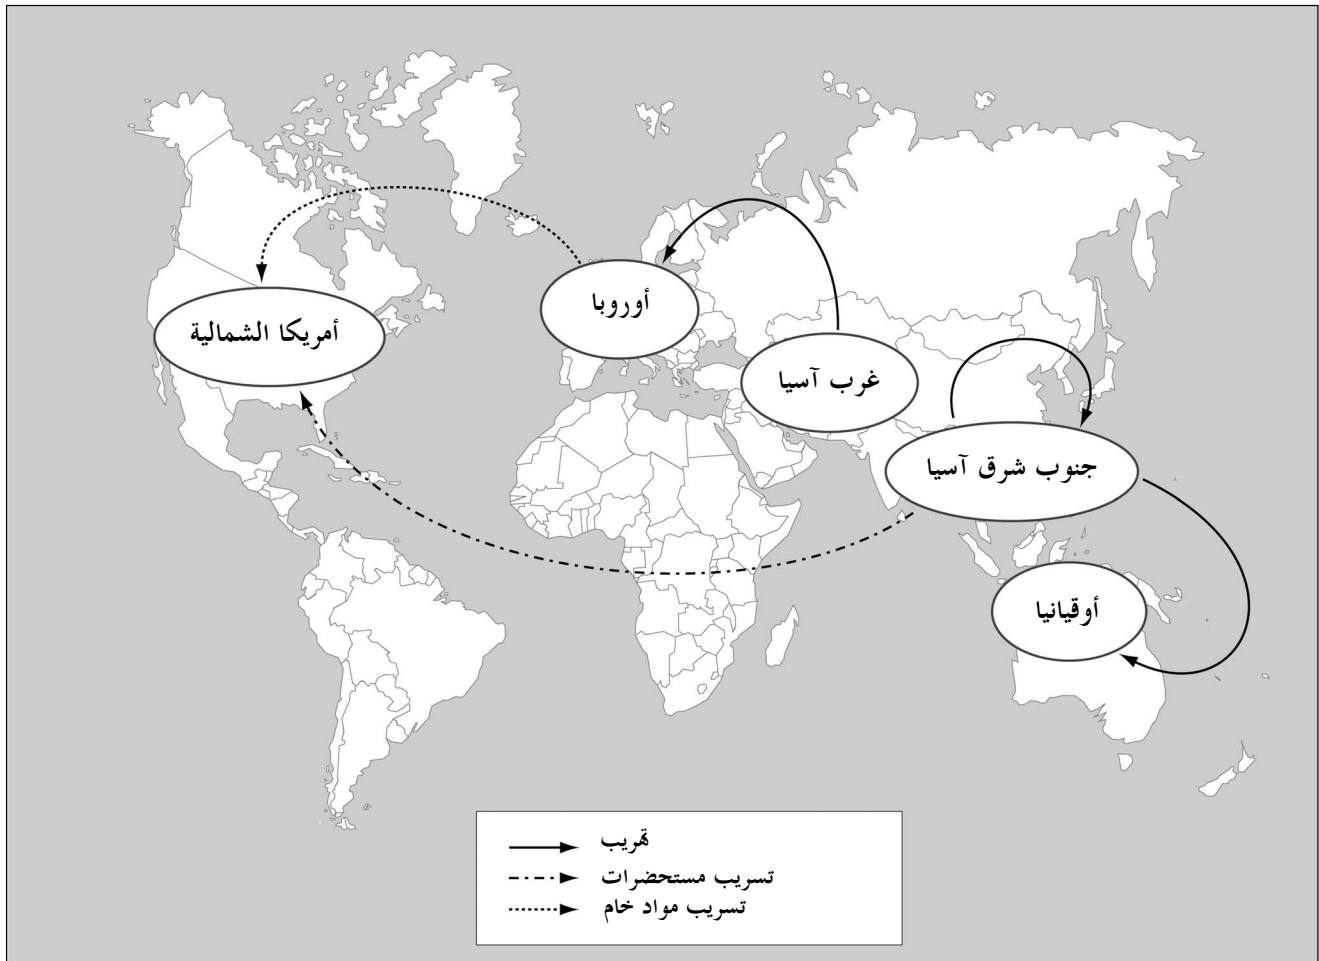 أوروبا
أمريكا الشمالية
غرب آسيا
جنوب شرق آسيا
أوقيانيا
تهريب
تسريب مستحضرات
تسريب مواد خام